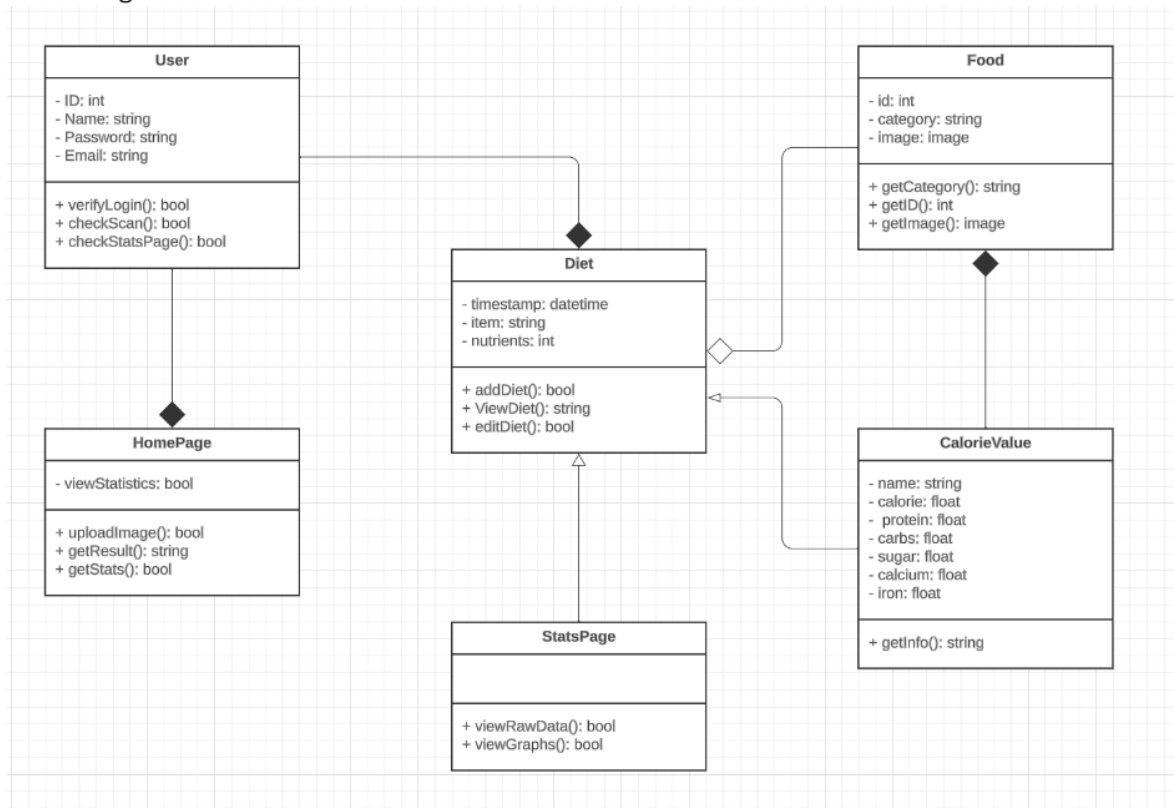 User
- ID: int
- Name: string
- Password: string
- Email: string
+ verifyLogin(): bool
+ checkScan(): bool
+ checkStatsPage(): bool
Food
- id: int
- category: string
- image: image
+ getCategory(): string
+ getID(): int
+ getImage(): image
Diet
- timestamp: datetime
- item: string
- nutrients: int
+ addDiet(): bool
+ ViewDiet(): string
+ editDiet(): bool
HomePage
- viewStatistics: bool
+ uploadImage(): bool
+ getResult(): string
+ getStats(): bool
CalorieValue
- name: string
- calorie: float
- protein: float
- carbs: float
- sugar: float
- calcium: float
- iron: float
+ getInfo(): string
StatsPage
+ viewRawData(): bool
+ viewGraphs(): bool